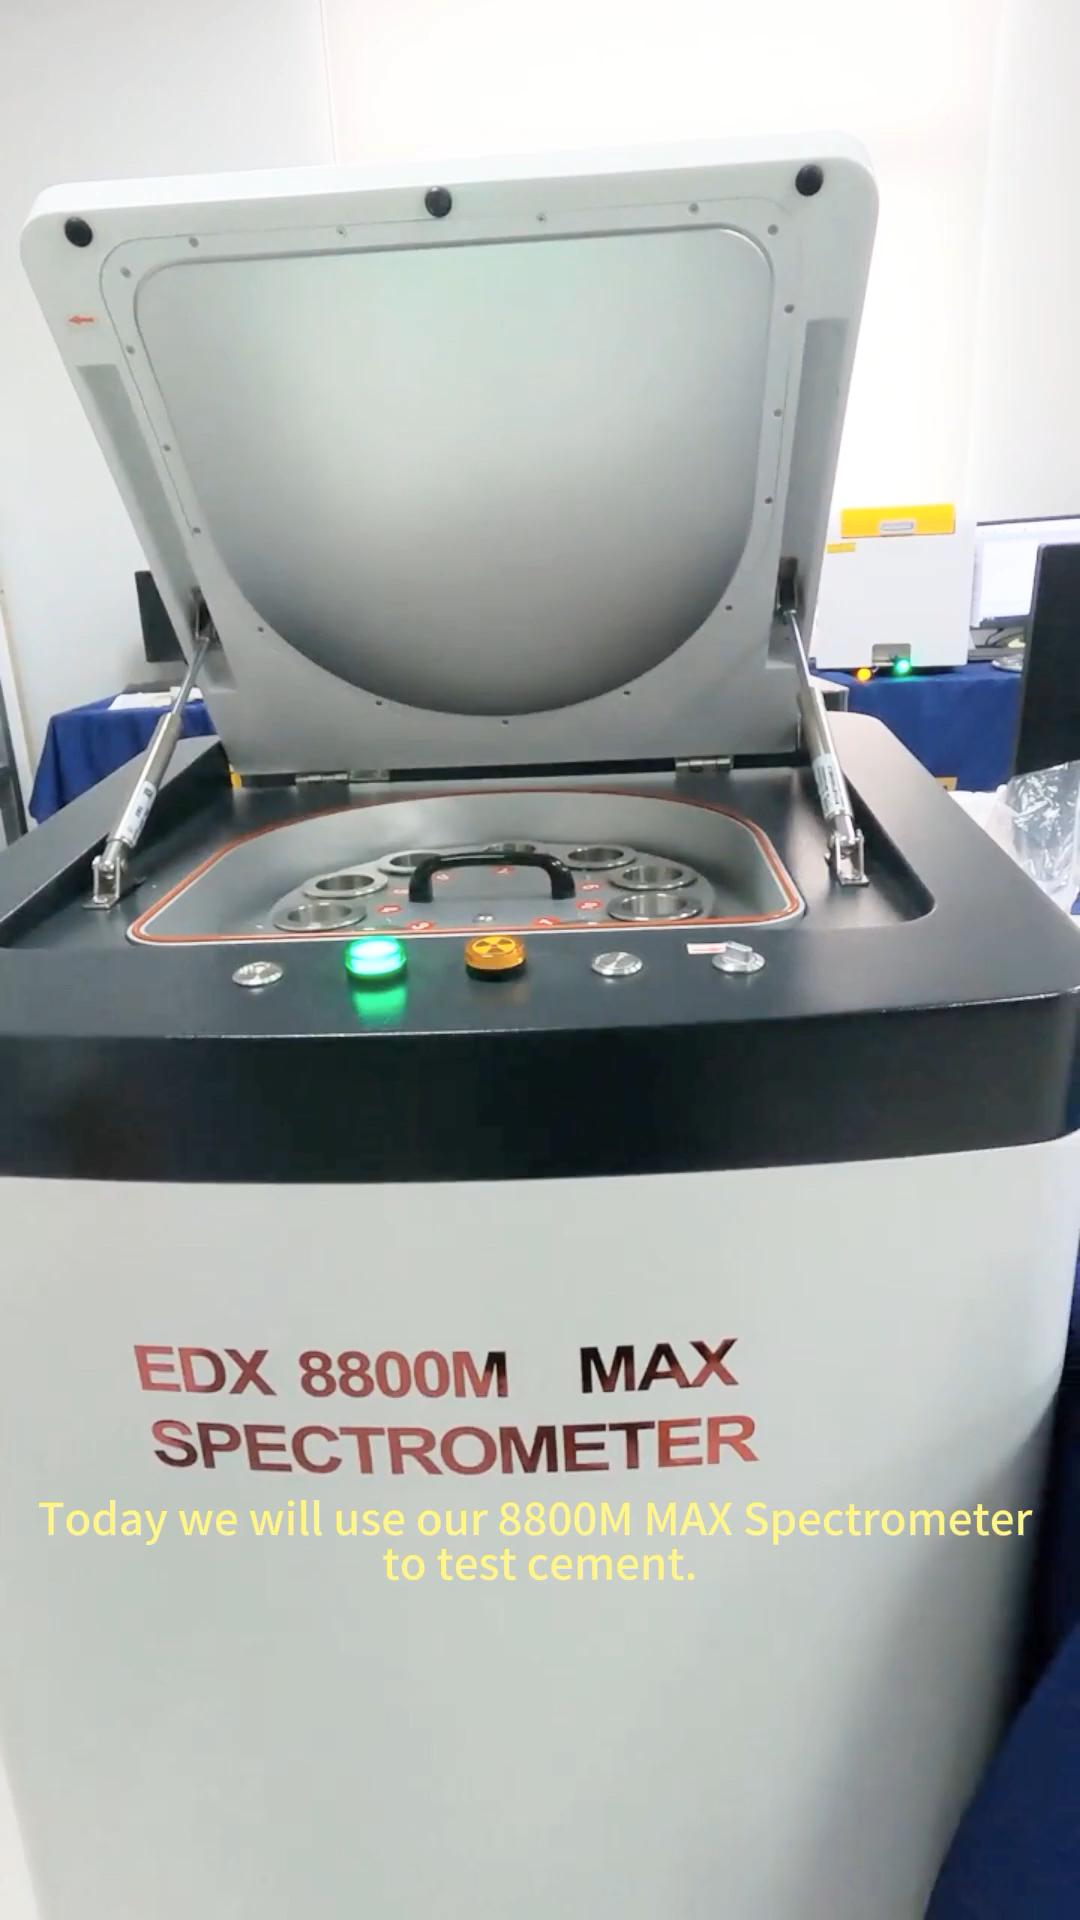 EDX 8800M MAX
SPECTROMETER
Today we will use our 8800M MAX Spectrometer
to test cement.